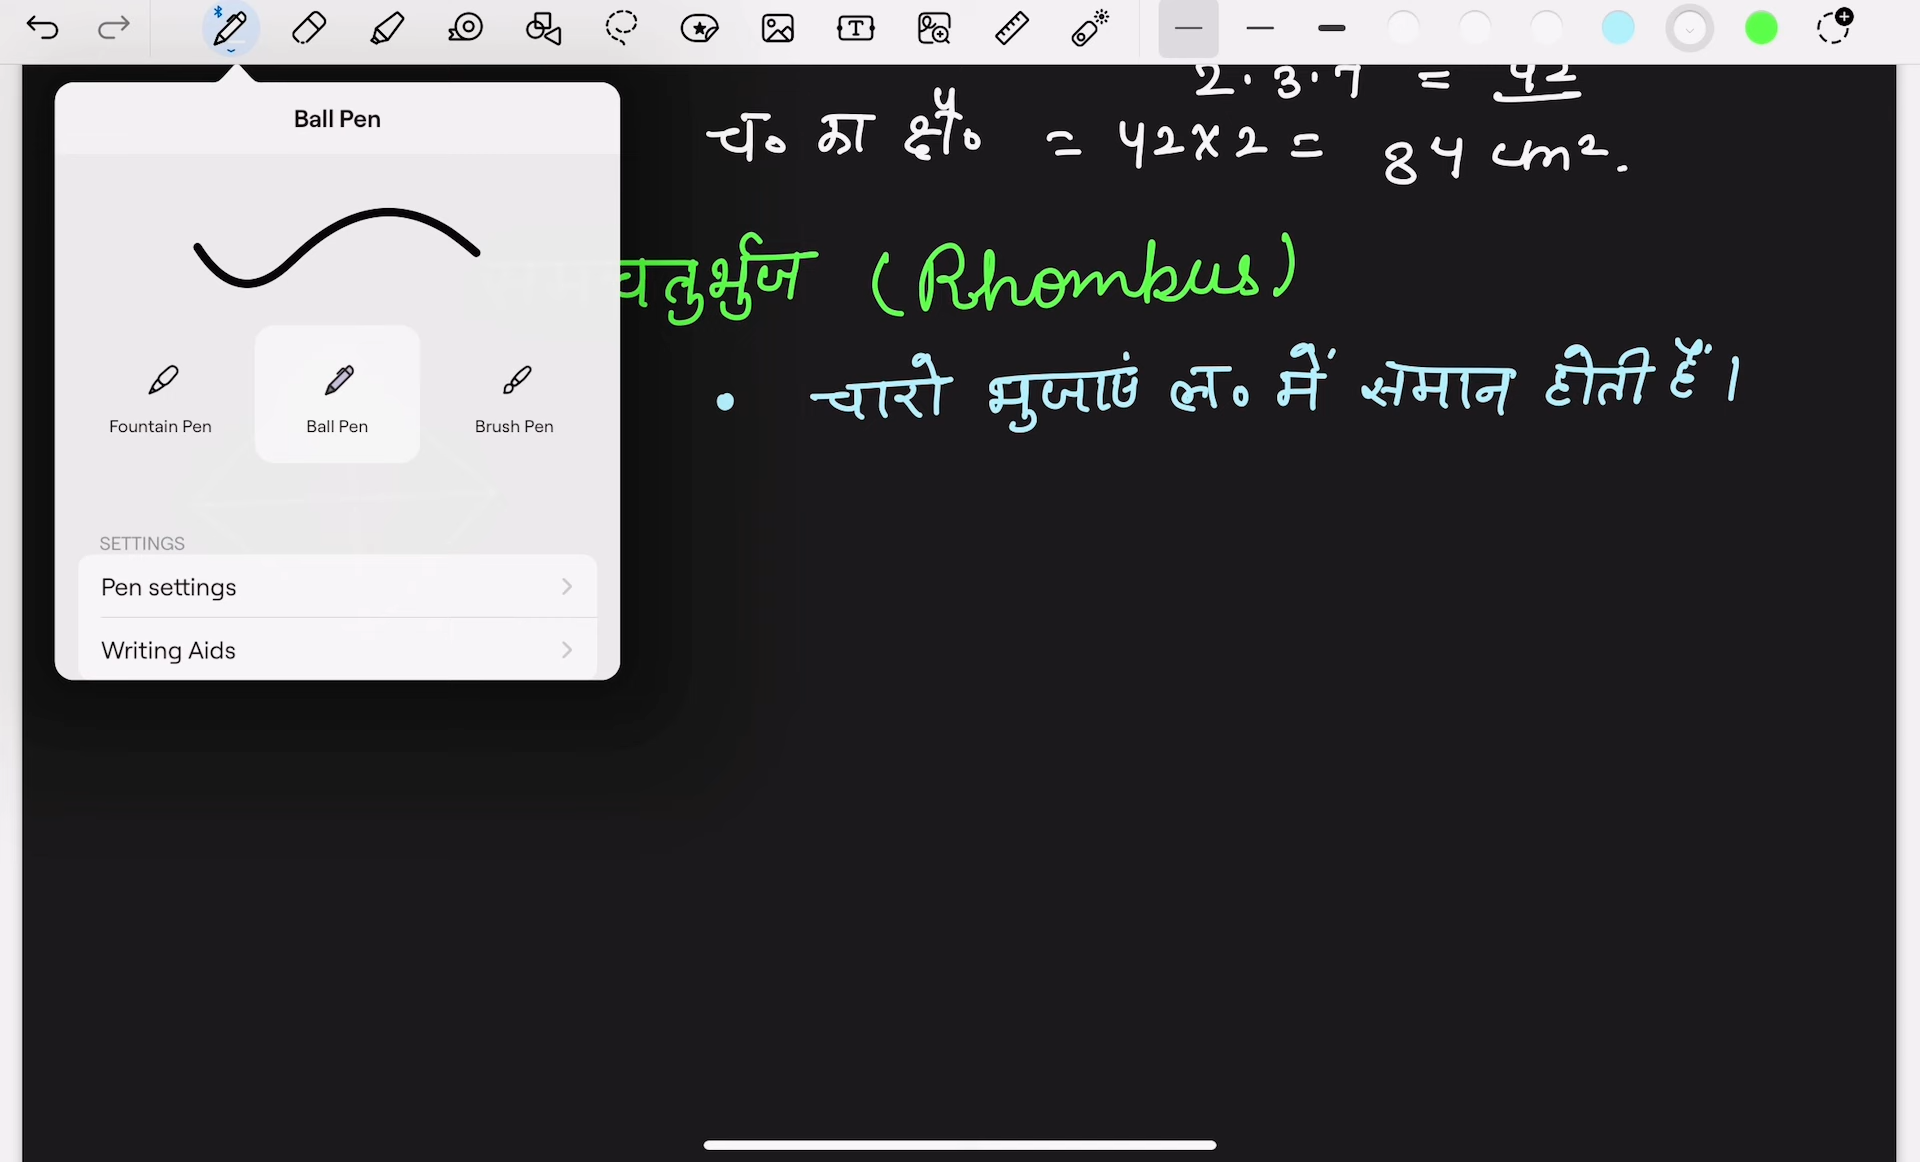 2·3·7 = 42
च० का क्षे० = 42×2 = 84 cm².
Ball Pen
चतुर्भुज (Rhombus)
• चारो भुजाएं ल० में समान होती हैं।
Fountain Pen
Ball Pen
Brush Pen
SETTINGS
Pen settings
Writing Aids